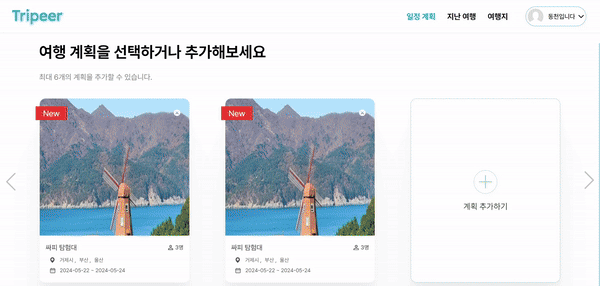 Tripeer
일정 계획 지난 여행 여행지 동천입니다
여행 계획을 선택하거나 추가해보세요
최대 6개의 계획을 추가할 수 있습니다.
New
싸피 탐험대 3명
거제시, 부산, 울산
2024-05-22 ~ 2024-05-24
New
싸피 탐험대 3명
거제시, 부산, 울산
2024-05-22 ~ 2024-05-24
계획 추가하기